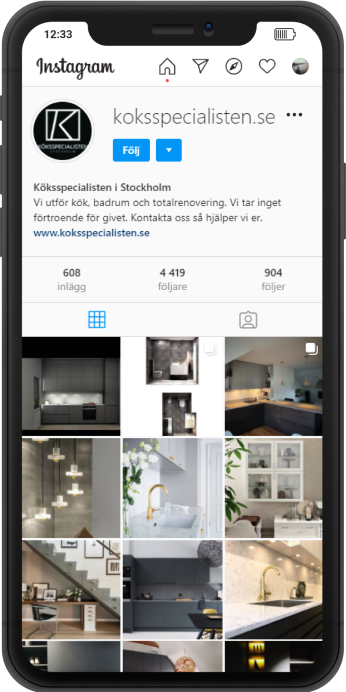 12:33
Instagram
KÖKSSPECIALISTEN
koksspecialisten.se
Följ
Köksspecialisten i Stockholm
Vi utför kök, badrum och totalrenovering. Vi tar inget
förtroende för givet. Kontakta oss så hjälper vi er.
www.koksspecialisten.se
608 4 419 904
inlägg följare följer